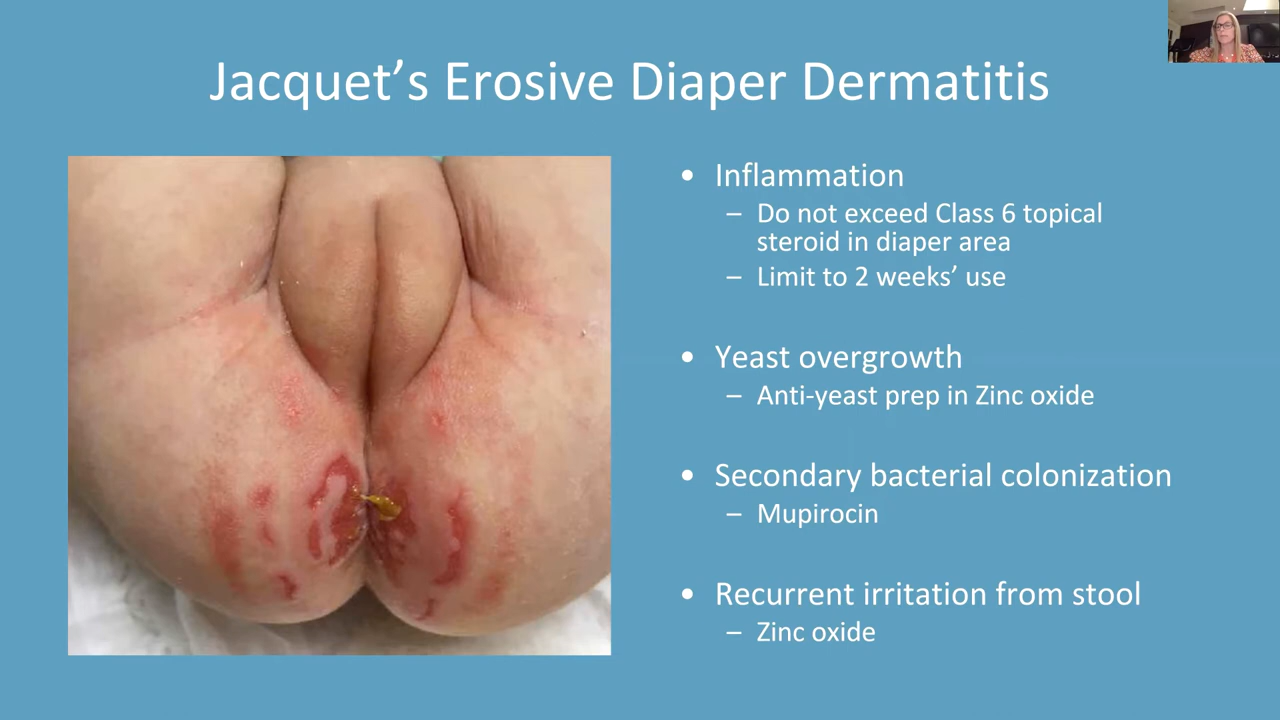 Jacquet’s Erosive Diaper Dermatitis
• Inflammation
– Do not exceed Class 6 topical
steroid in diaper area
– Limit to 2 weeks’ use
• Yeast overgrowth
– Anti-yeast prep in Zinc oxide
• Secondary bacterial colonization
– Mupirocin
• Recurrent irritation from stool
– Zinc oxide